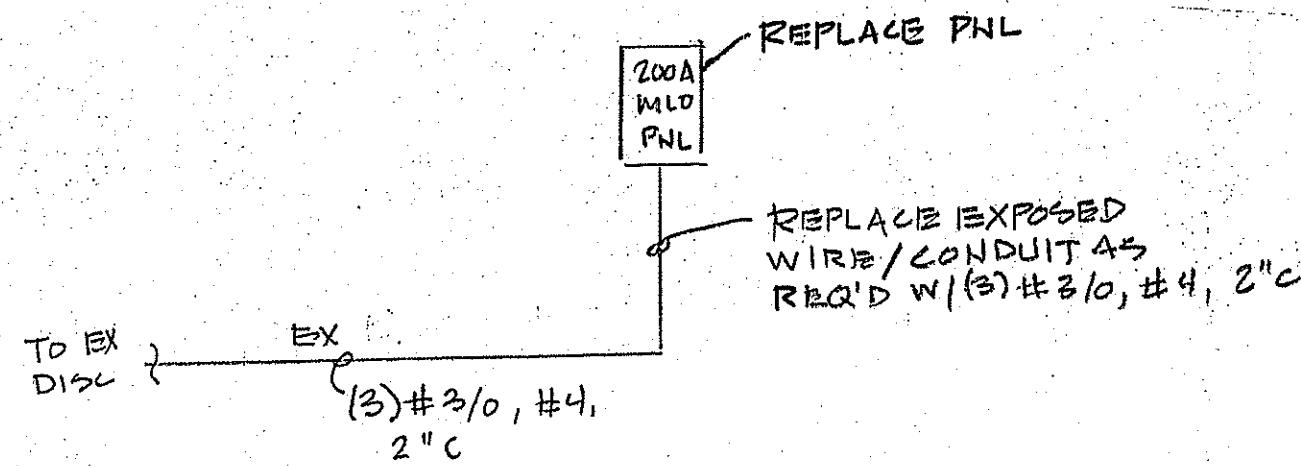 REPLACE PNL
200A
MLO
PNL
REPLACE EXPOSED
WIRE/CONDUIT AS
REQ'D W/(3)#3/0, #4, 2"C
TO EX
DISC
EX
(3)#3/0, #4,
2"C